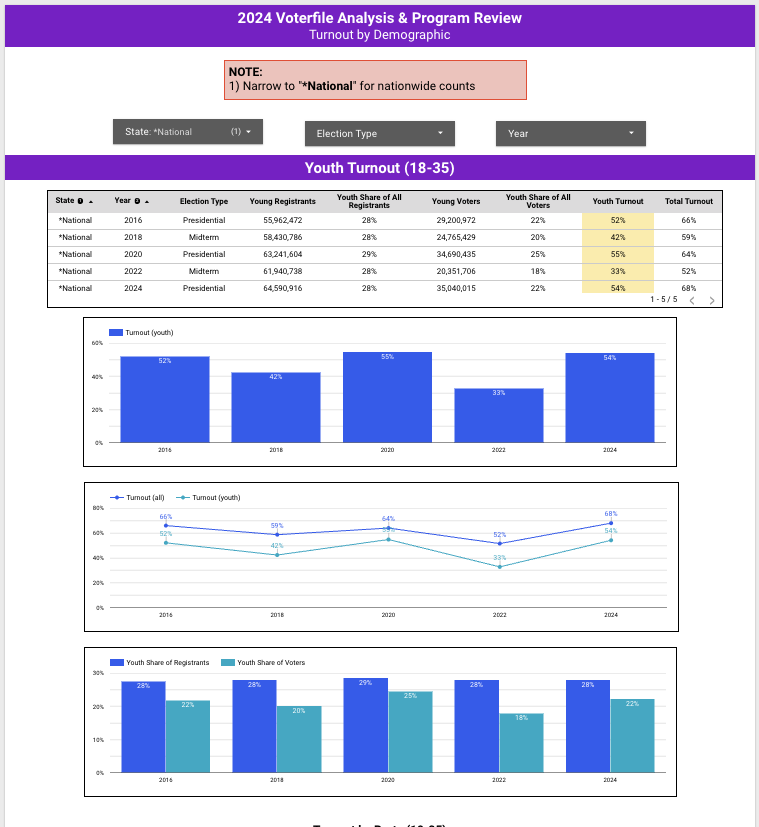 2024 Voterfile Analysis & Program Review
Turnout by Demographic
NOTE:
1) Narrow to "*National" for nationwide counts
State: *National (1)
Election Type
Year
Youth Turnout (18-35)
State Year Election Type Young Registrants Youth Share of All Registrants Young Voters Youth Share of All Voters Youth Turnout Total Turnout
*National 2016 Presidential 55,962,472 28% 29,200,972 22% 52% 66%
*National 2018 Midterm 58,430,786 28% 24,765,429 20% 42% 59%
*National 2020 Presidential 63,241,604 29% 34,690,435 25% 55% 64%
*National 2022 Midterm 61,940,738 28% 20,351,706 18% 33% 52%
*National 2024 Presidential 64,590,916 28% 35,040,015 22% 54% 68%
1 - 5 / 5
Turnout (youth)
60%
52% 42% 55% 33% 54%
40%
20%
0%
2016 2018 2020 2022 2024
Turnout (all) Turnout (youth)
80%
66% 59% 64% 52% 68%
60%
52% 42% 33% 54%
40%
20%
0%
2016 2018 2020 2022 2024
Youth Share of Registrants Youth Share of Voters
30%
28% 22% 28% 20% 29% 25% 28% 18% 28% 22%
20%
10%
0%
2016 2018 2020 2022 2024